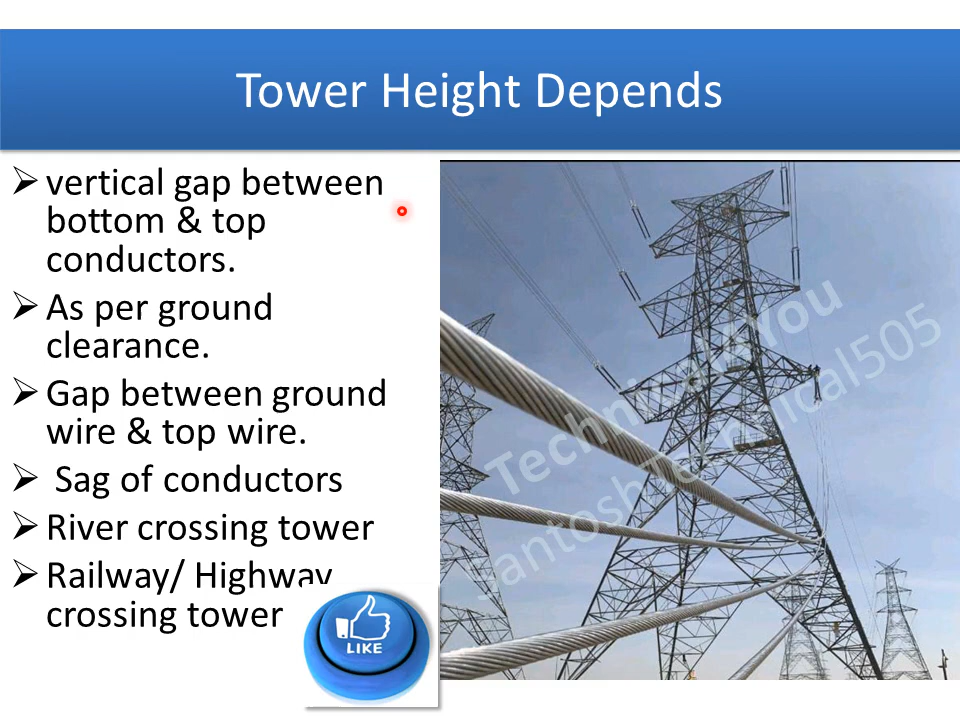 Tower Height Depends
vertical gap between
bottom & top
conductors.
As per ground
clearance.
Gap between ground
wire & top wire.
Sag of conductors
River crossing tower
Railway/ Highway
crossing tower
LIKE
Technical4You
Santosh Technical505